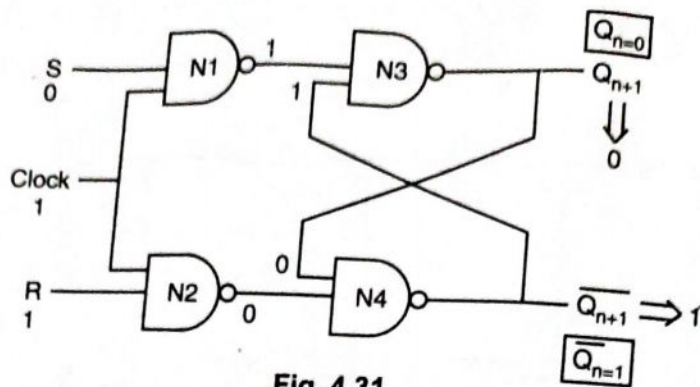 Q_{n=0}
S
0
N1
1
N3
1
Q_{n+1}
0
Clock
1
R
1
N2
0
0
N4
\overline{Q_{n+1}}
1
\overline{Q}_{n=1}
Fig. 4.31